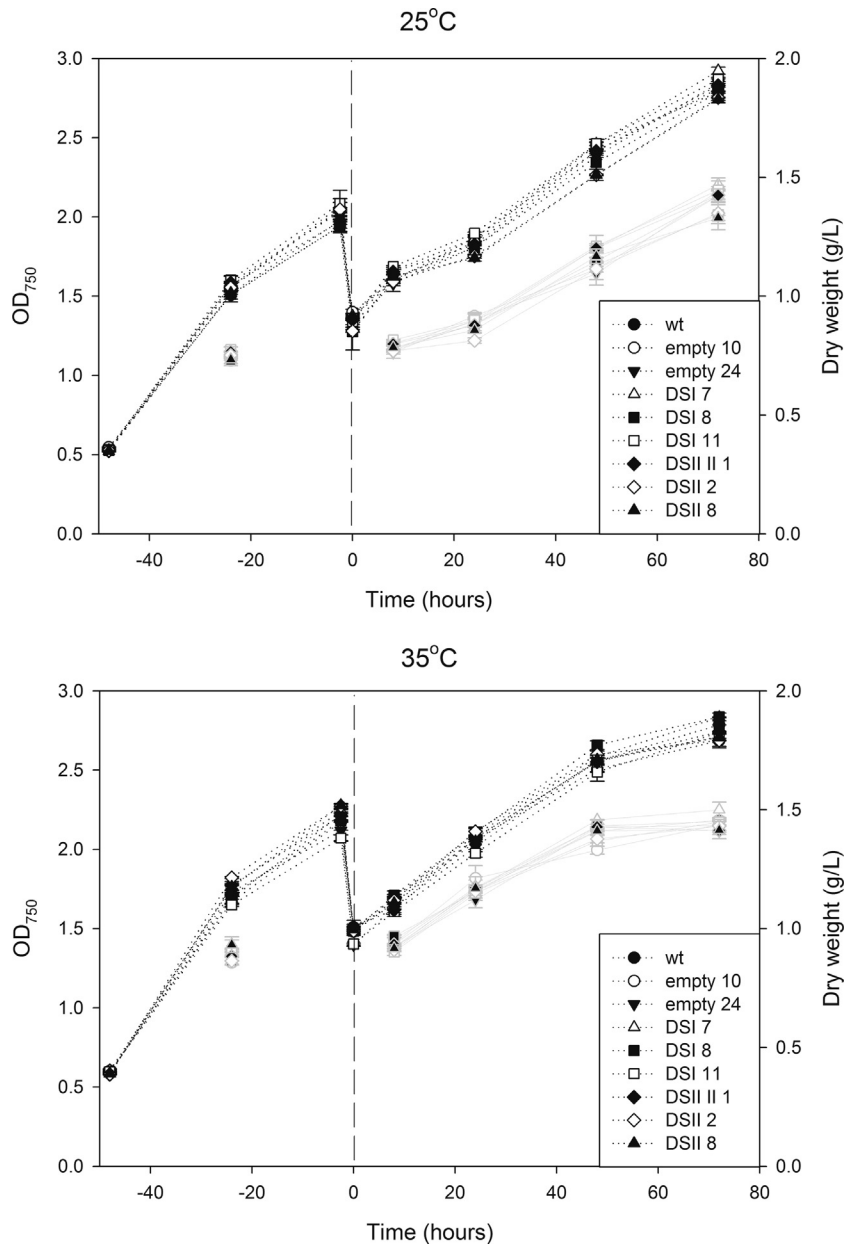 25°C
3.0
2.5
2.0
1.5
1.0
0.5
0.0
OD750
2.0
1.5
1.0
0.5
0.0
Dry weight (g/L)
wt
empty 10
empty 24
DSI 7
DSI 8
DSI 11
DSII II 1
DSII 2
DSII 8
-40 -20 0 20 40 60 80
Time (hours)
35°C
3.0
2.5
2.0
1.5
1.0
0.5
0.0
OD750
2.0
1.5
1.0
0.5
0.0
Dry weight (g/L)
wt
empty 10
empty 24
DSI 7
DSI 8
DSI 11
DSII II 1
DSII 2
DSII 8
-40 -20 0 20 40 60 80
Time (hours)